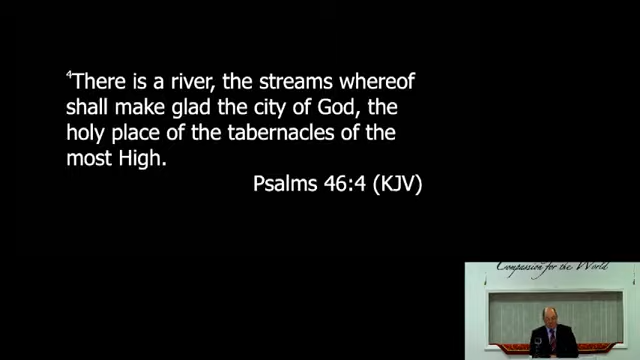 ⁴There is a river, the streams whereof
shall make glad the city of God, the
holy place of the tabernacles of the
most High.
Psalms 46:4 (KJV)
Compassion for the World